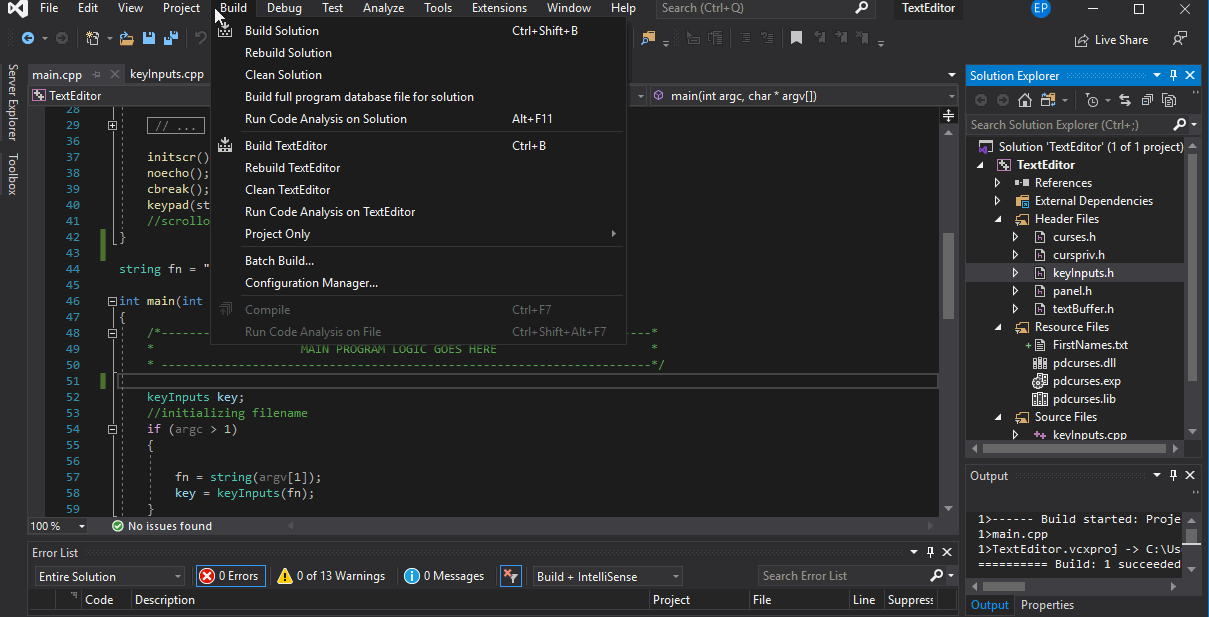 File Edit View Project Build Debug Test Analyze Tools Extensions Window Help Search (Ctrl+Q) TextEditor EP
Live Share
Server Explorer
Toolbox
main.cpp keyInputs.cpp
TextEditor main(int argc, char * argv[])
Build Solution Ctrl+Shift+B
Rebuild Solution
Clean Solution
Build full program database file for solution
Run Code Analysis on Solution Alt+F11
Build TextEditor Ctrl+B
Rebuild TextEditor
Clean TextEditor
Run Code Analysis on TextEditor
Project Only
Batch Build...
Configuration Manager...
Compile Ctrl+F7
Run Code Analysis on File Ctrl+Shift+Alt+F7
28
29 // ...
36
37 initscr()
38 noecho();
39 cbreak();
40 keypad(st
41 //scrollo
42 }
43
44 string fn = "
45
46 int main(int
47 {
48 /*-------- --*
49 * MAIN PROGRAM LOGIC GOES HERE *
50 * ----------------------------------------------------------------------*/
51
52 keyInputs key;
53 //initializing filename
54 if (argc > 1)
55 {
56
57 fn = string(argv[1]);
58 key = keyInputs(fn);
59 }
100 % No issues found
Error List
Entire Solution 0 Errors 0 of 13 Warnings 0 Messages Build + IntelliSense Search Error List
Code Description Project File Line Suppress
Solution Explorer
Search Solution Explorer (Ctrl+;)
Solution 'TextEditor' (1 of 1 project)
TextEditor
References
External Dependencies
Header Files
curses.h
curspriv.h
keyInputs.h
panel.h
textBuffer.h
Resource Files
FirstNames.txt
pdcurses.dll
pdcurses.exp
pdcurses.lib
Source Files
keyInputs.cpp
Output
1>------ Build started: Proje
1>main.cpp
1>TextEditor.vcxproj -> C:\Us
========== Build: 1 succeeded
Output Properties